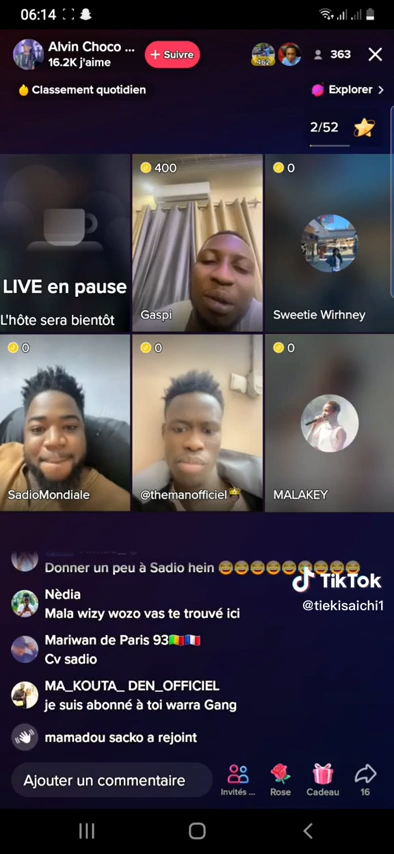 06:14
Alvin Choco ...
16.2K j'aime
+ Suivre
462
363
Classement quotidien
Explorer >
2/52
LIVE en pause
L'hôte sera bientôt
400
Gaspi
0
Sweetie Wirhney
0
SadioMondiale
0
@themanofficiel
0
MALAKEY
Donner un peu à Sadio hein 😂😂😂😂😂😂😂😂😂
TikTok
@tiekisaichi1
Nèdia
Mala wizy wozo vas te trouvé ici
Mariwan de Paris 93
Cv sadio
MA_KOUTA_ DEN_OFFICIEL
je suis abonné à toi warra Gang
mamadou sacko a rejoint
Ajouter un commentaire
Invités ...
Rose
Cadeau
16